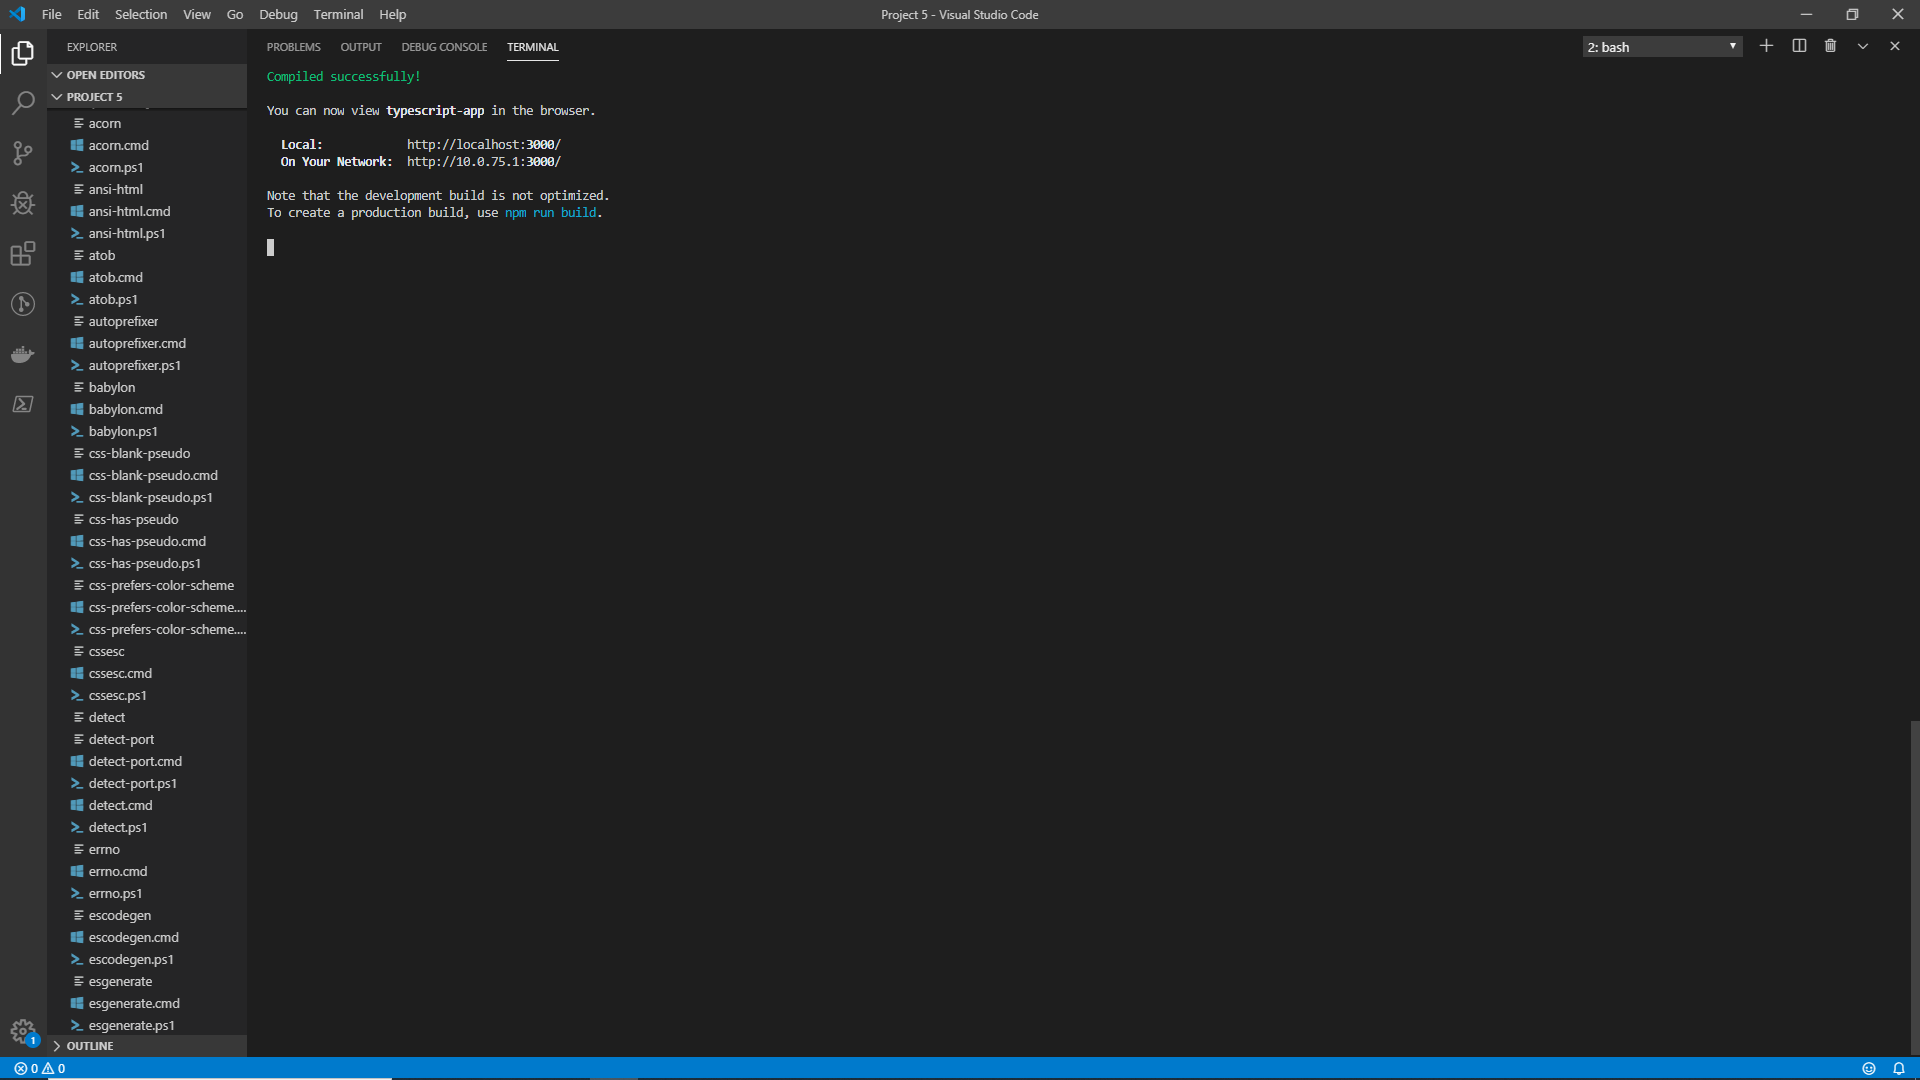 File Edit Selection View Go Debug Terminal Help
Project 5 - Visual Studio Code
EXPLORER
OPEN EDITORS
PROJECT 5
acorn
acorn.cmd
acorn.ps1
ansi-html
ansi-html.cmd
ansi-html.ps1
atob
atob.cmd
atob.ps1
autoprefixer
autoprefixer.cmd
autoprefixer.ps1
babylon
babylon.cmd
babylon.ps1
css-blank-pseudo
css-blank-pseudo.cmd
css-blank-pseudo.ps1
css-has-pseudo
css-has-pseudo.cmd
css-has-pseudo.ps1
css-prefers-color-scheme
css-prefers-color-scheme....
css-prefers-color-scheme....
cssesc
cssesc.cmd
cssesc.ps1
detect
detect-port
detect-port.cmd
detect-port.ps1
detect.cmd
detect.ps1
errno
errno.cmd
errno.ps1
escodegen
escodegen.cmd
escodegen.ps1
esgenerate
esgenerate.cmd
esgenerate.ps1
OUTLINE
1
PROBLEMS OUTPUT DEBUG CONSOLE TERMINAL
2: bash
Compiled successfully!
You can now view typescript-app in the browser.
Local: http://localhost:3000/
On Your Network: http://10.0.75.1:3000/
Note that the development build is not optimized.
To create a production build, use npm run build.
0 0